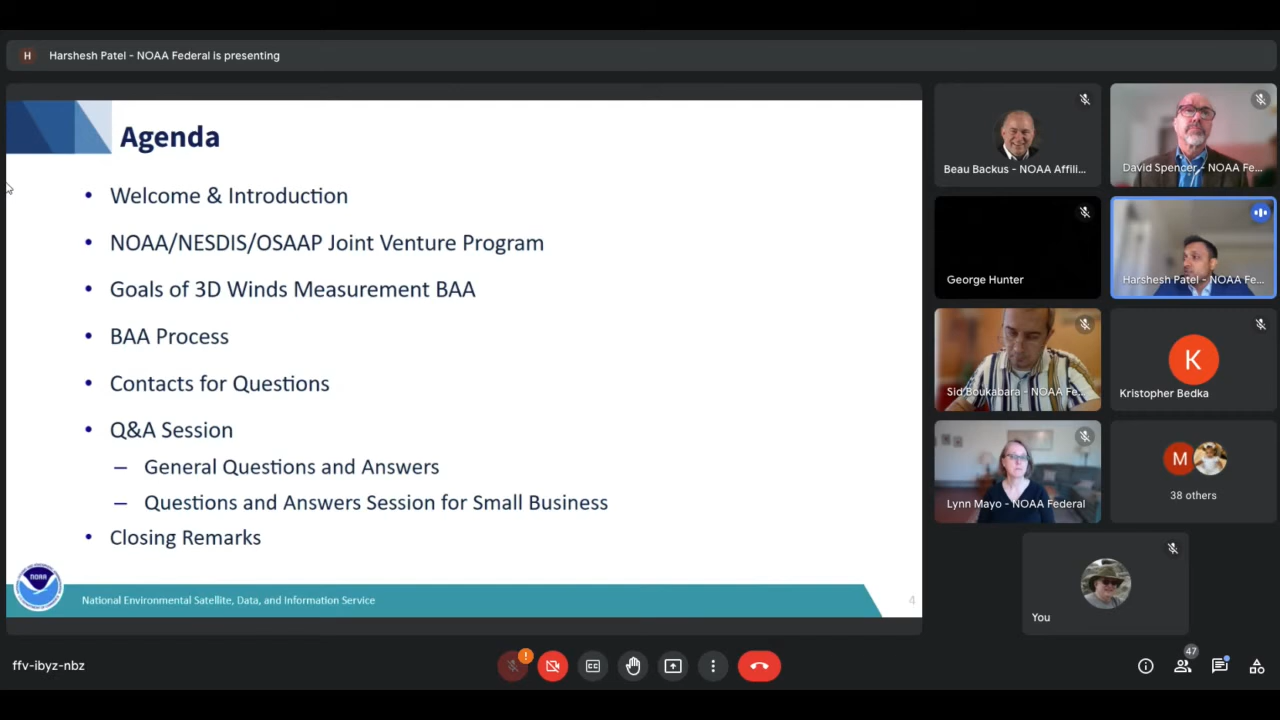 H
Harshesh Patel - NOAA Federal is presenting
Agenda
• Welcome & Introduction
• NOAA/NESDIS/OSAAP Joint Venture Program
• Goals of 3D Winds Measurement BAA
• BAA Process
• Contacts for Questions
• Q&A Session
– General Questions and Answers
– Questions and Answers Session for Small Business
• Closing Remarks
NOAA
National Environmental Satellite, Data, and Information Service
4
Beau Backus - NOAA Affili...
David Spencer - NOAA Fe...
George Hunter
Harshesh Patel - NOAA Fe...
Sid Boukabara - NOAA Fe...
K
Kristopher Bedka
Lynn Mayo - NOAA Federal
M
38 others
You
ffv-ibyz-nbz
!
CC
47